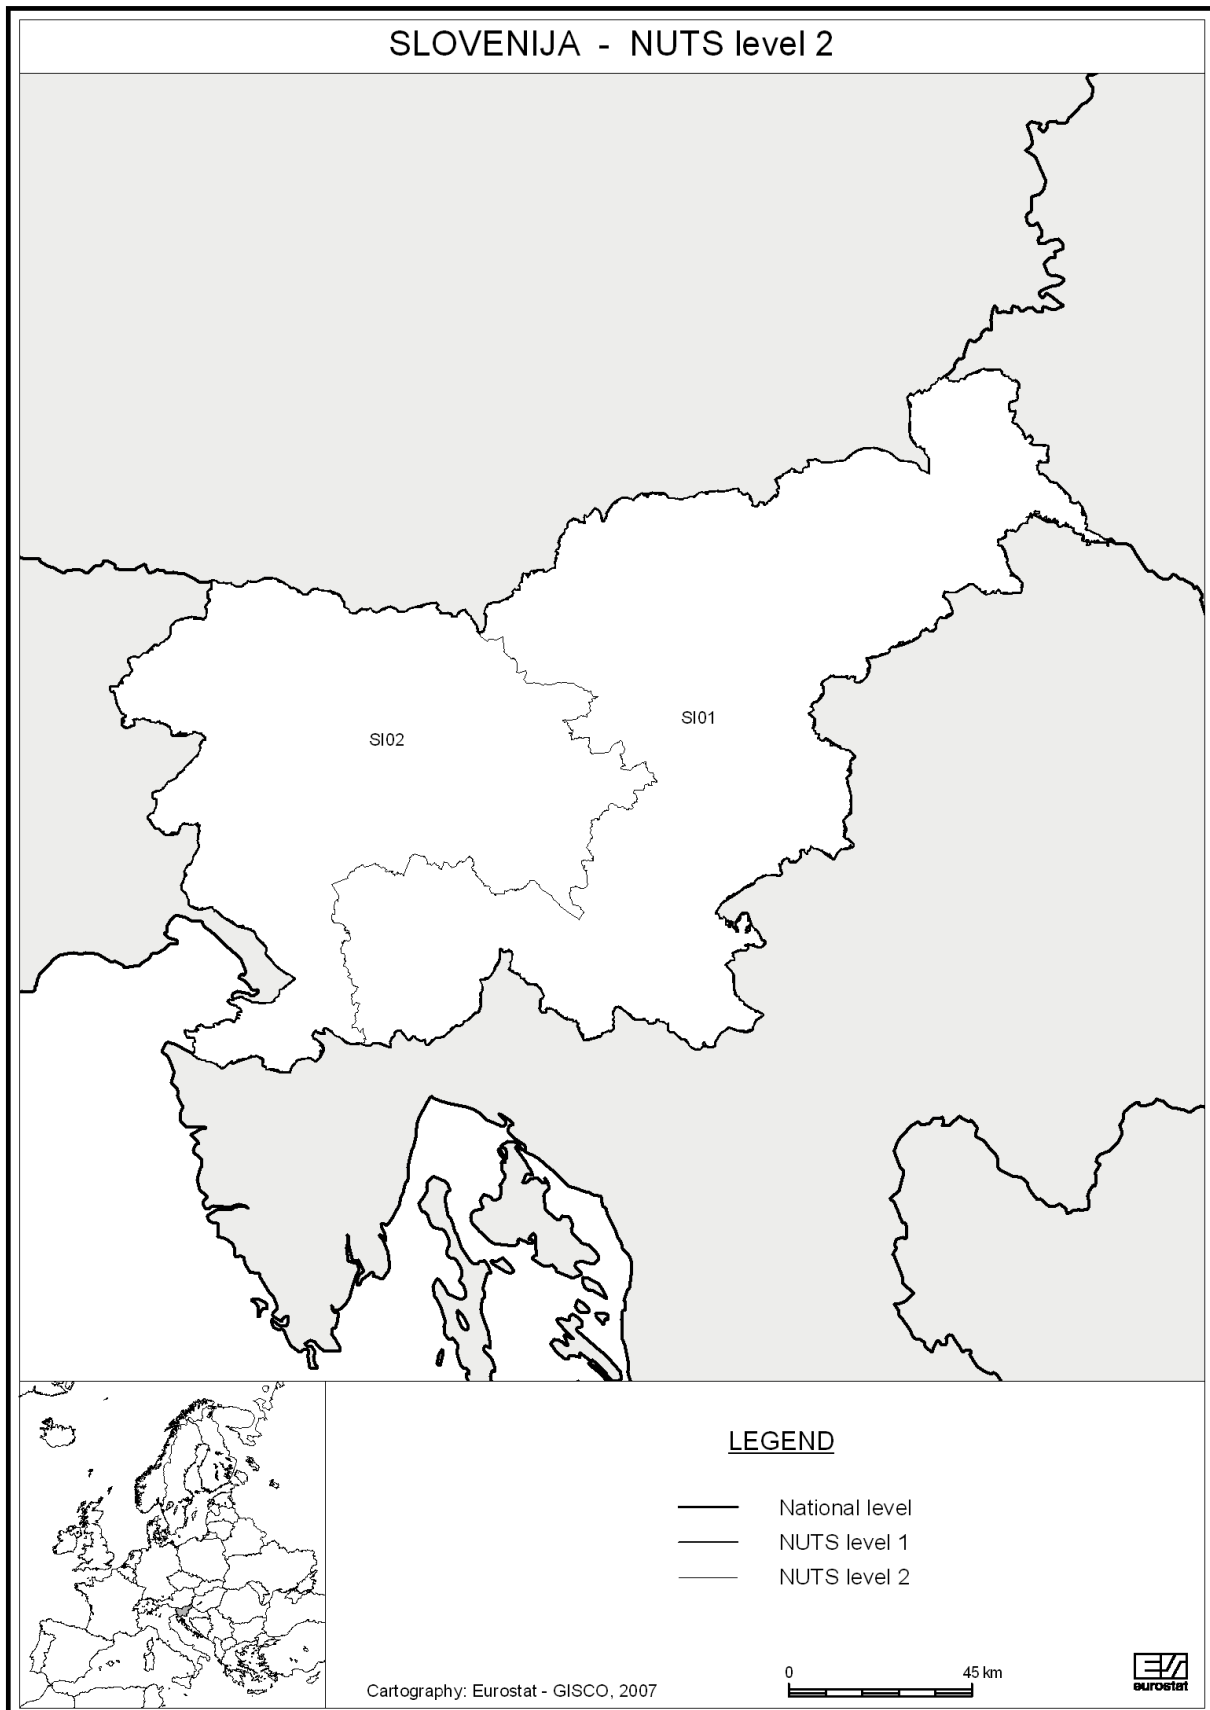 SLOVENIJA - NUTS level 2
SI01
SI02
LEGEND
National level
NUTS level 1
NUTS level 2
0 45 km
Cartography: Eurostat - GISCO, 2007
eurostat